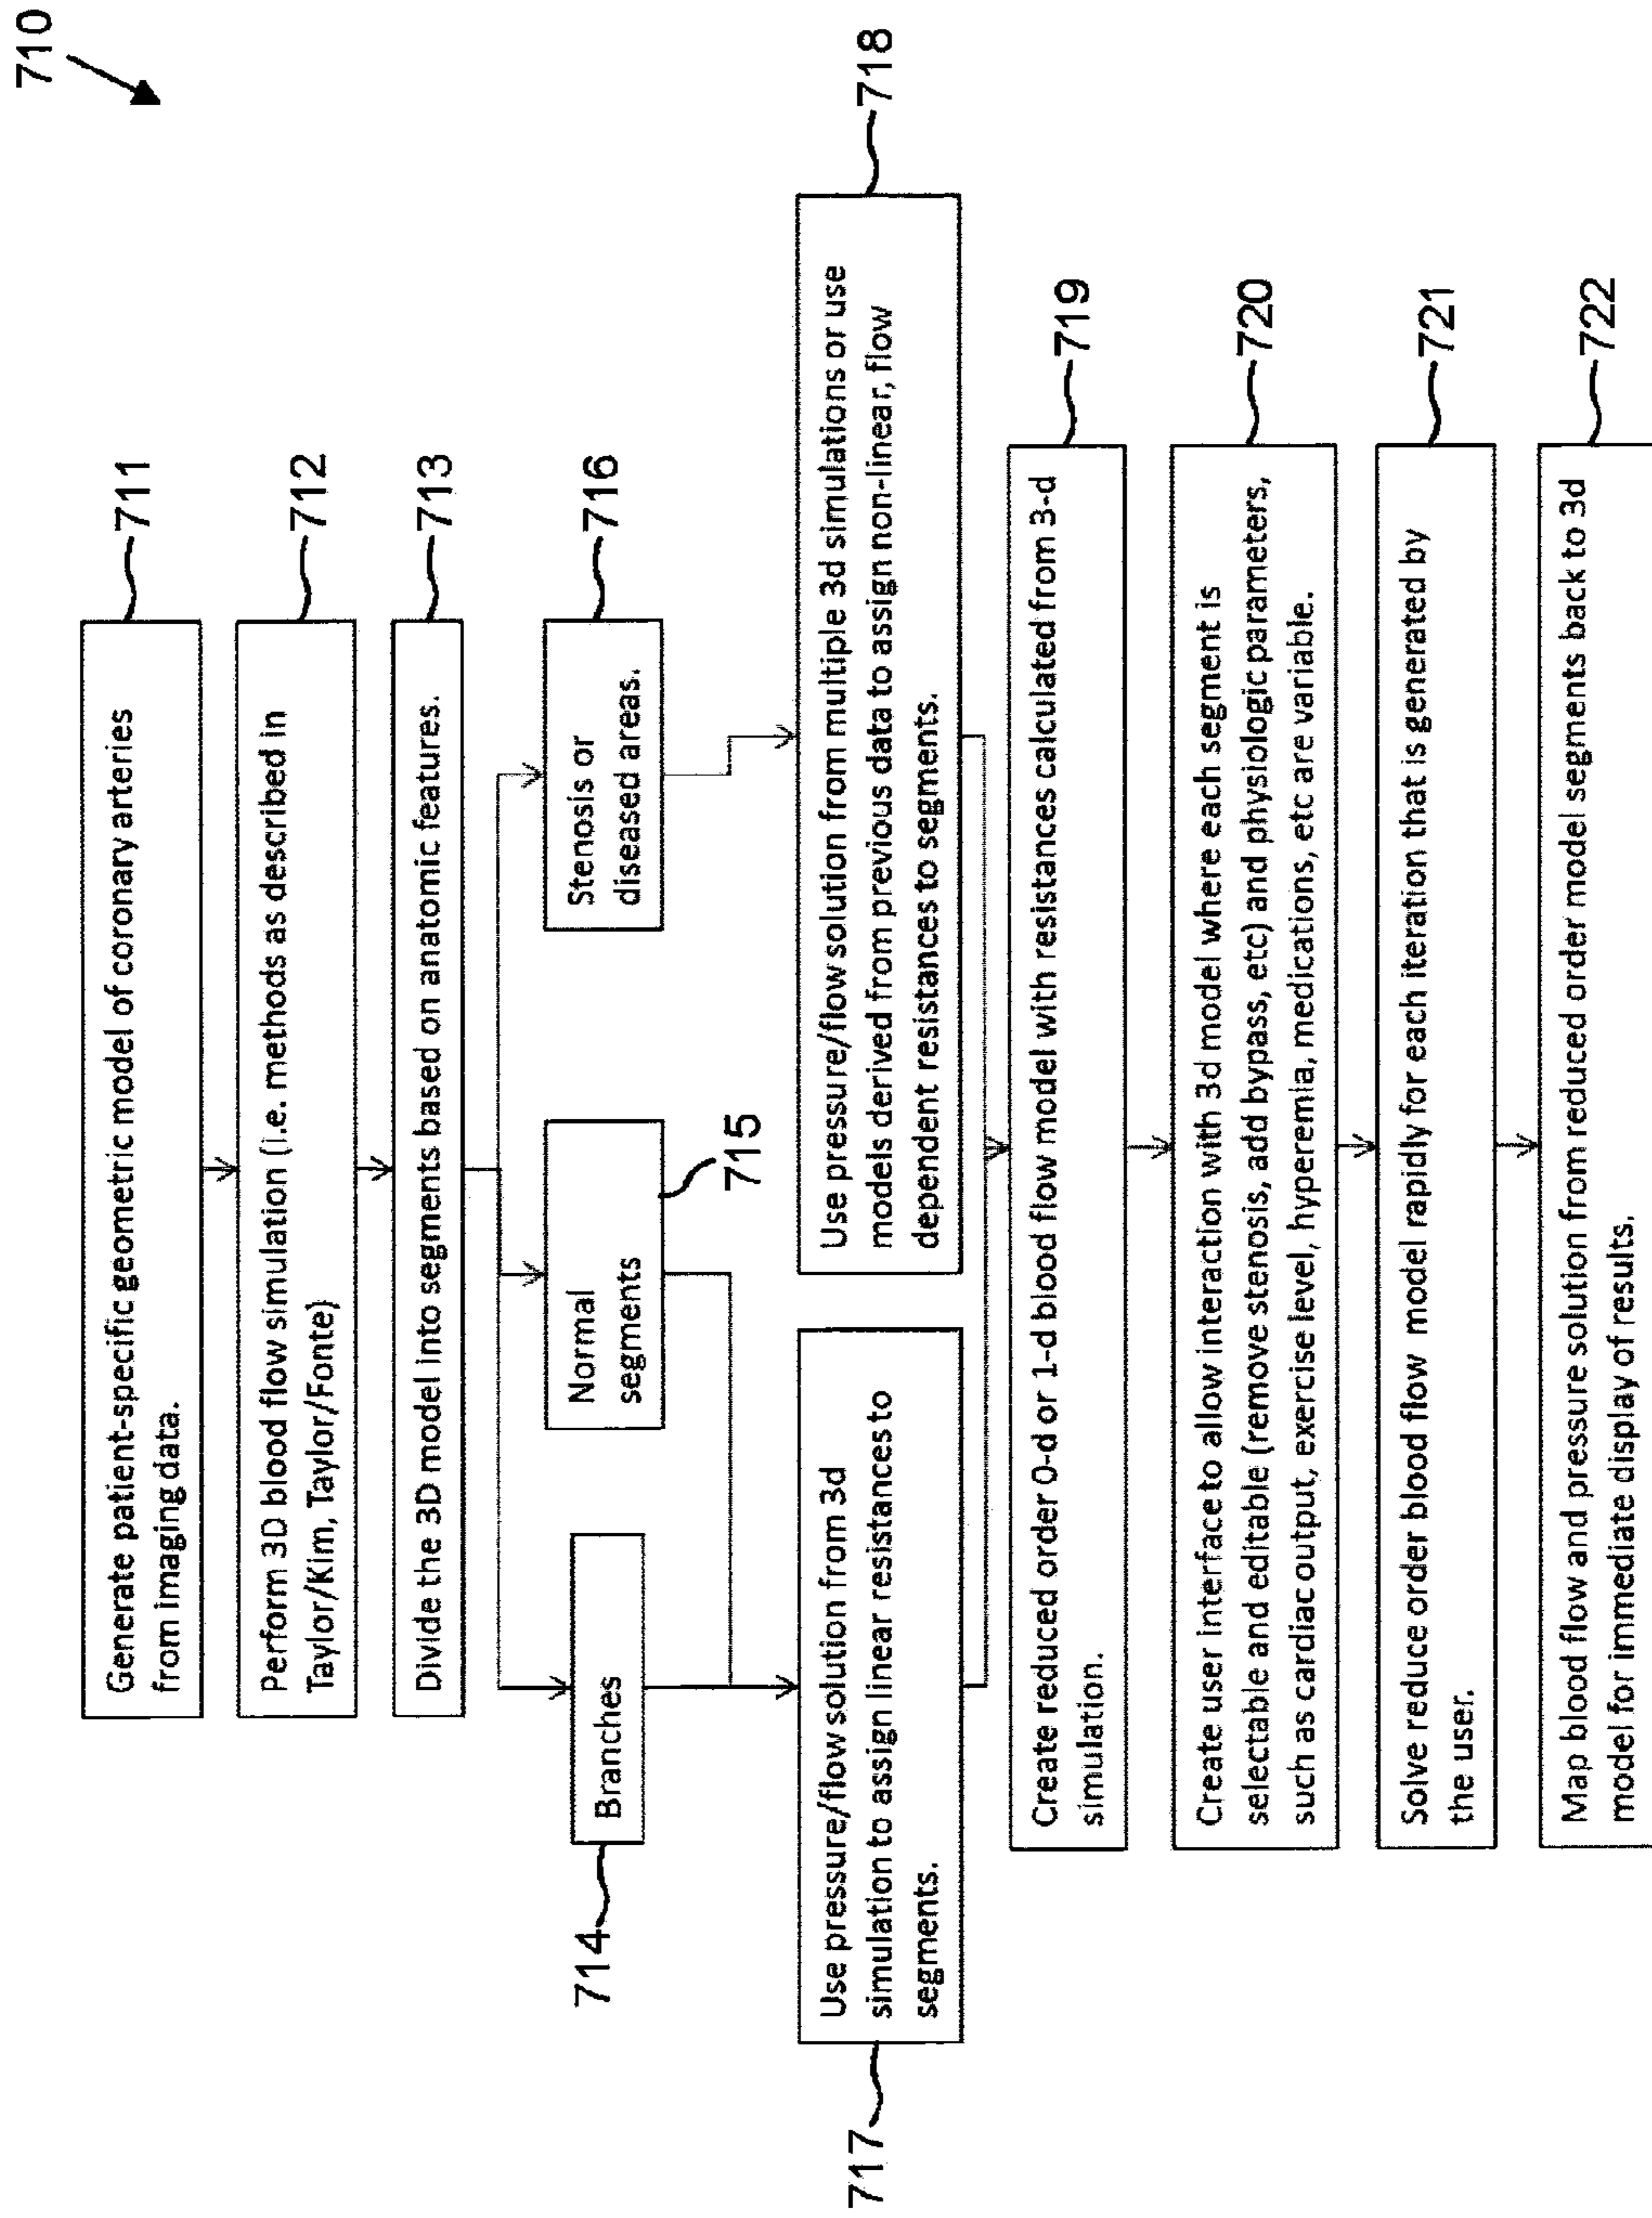 710
Generate patient-specific geometric model of coronary arteries
from imaging data.
711
Perform 3D blood flow simulation (i.e. methods as described in
Taylor/Kim, Taylor/Fonte)
712
Divide the 3D model into segments based on anatomic features.
713
714
Branches
Normal
segments
715
Stenosis or
diseased areas.
716
717
Use pressure/flow solution from 3d
simulation to assign linear resistances to
segments.
Use pressure/flow solution from multiple 3d simulations or use
models derived from previous data to assign non-linear, flow
dependent resistances to segments.
718
Create reduced order 0-d or 1-d blood flow model with resistances calculated from 3-d
simulation.
719
Create user interface to allow interaction with 3d model where each segment is
selectable and editable (remove stenosis, add bypass, etc) and physiologic parameters,
such as cardiac output, exercise level, hyperemia, medications, etc are variable.
720
Solve reduce order blood flow model rapidly for each iteration that is generated by
the user.
721
Map blood flow and pressure solution from reduced order model segments back to 3d
model for immediate display of results.
722